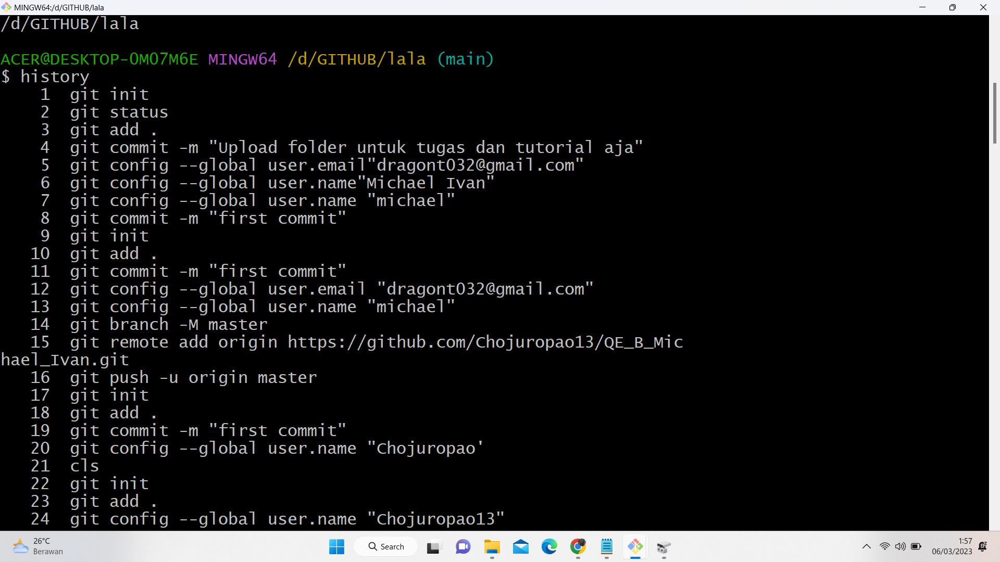 MINGW64:/d/GITHUB/lala
/d/GITHUB/lala
ACER@DESKTOP-0MO7M6E MINGW64 /d/GITHUB/lala (main)
$ history
1 git init
2 git status
3 git add .
4 git commit -m "Upload folder untuk tugas dan tutorial aja"
5 git config --global user.email"dragont032@gmail.com"
6 git config --global user.name"Michael Ivan"
7 git config --global user.name "michael"
8 git commit -m "first commit"
9 git init
10 git add .
11 git commit -m "first commit"
12 git config --global user.email "dragont032@gmail.com"
13 git config --global user.name "michael"
14 git branch -M master
15 git remote add origin https://github.com/Chojuropao13/QE_B_Mic
hael_Ivan.git
16 git push -u origin master
17 git init
18 git add .
19 git commit -m "first commit"
20 git config --global user.name "Chojuropao'
21 cls
22 git init
23 git add .
24 git config --global user.name "Chojuropao13"
26°C
Berawan
Search
1:57
06/03/2023